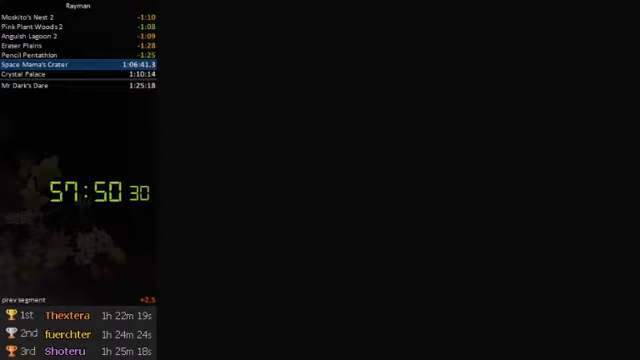 Rayman
Moskito's Nest 2 -1:10
Pink Plant Woods 2 -1:08
Anguish Lagoon 2 -1:09
Eraser Plains -1:28
Pencil Pentathlon -1:25
Space Mama's Crater 1:06:41.3
Crystal Palace 1:10:14
Mr Dark's Dare 1:25:18
57:50 30
prev segment +2.5
1st Thextera 1h 22m 19s
2nd fuerchter 1h 24m 24s
3rd Shoteru 1h 25m 18s